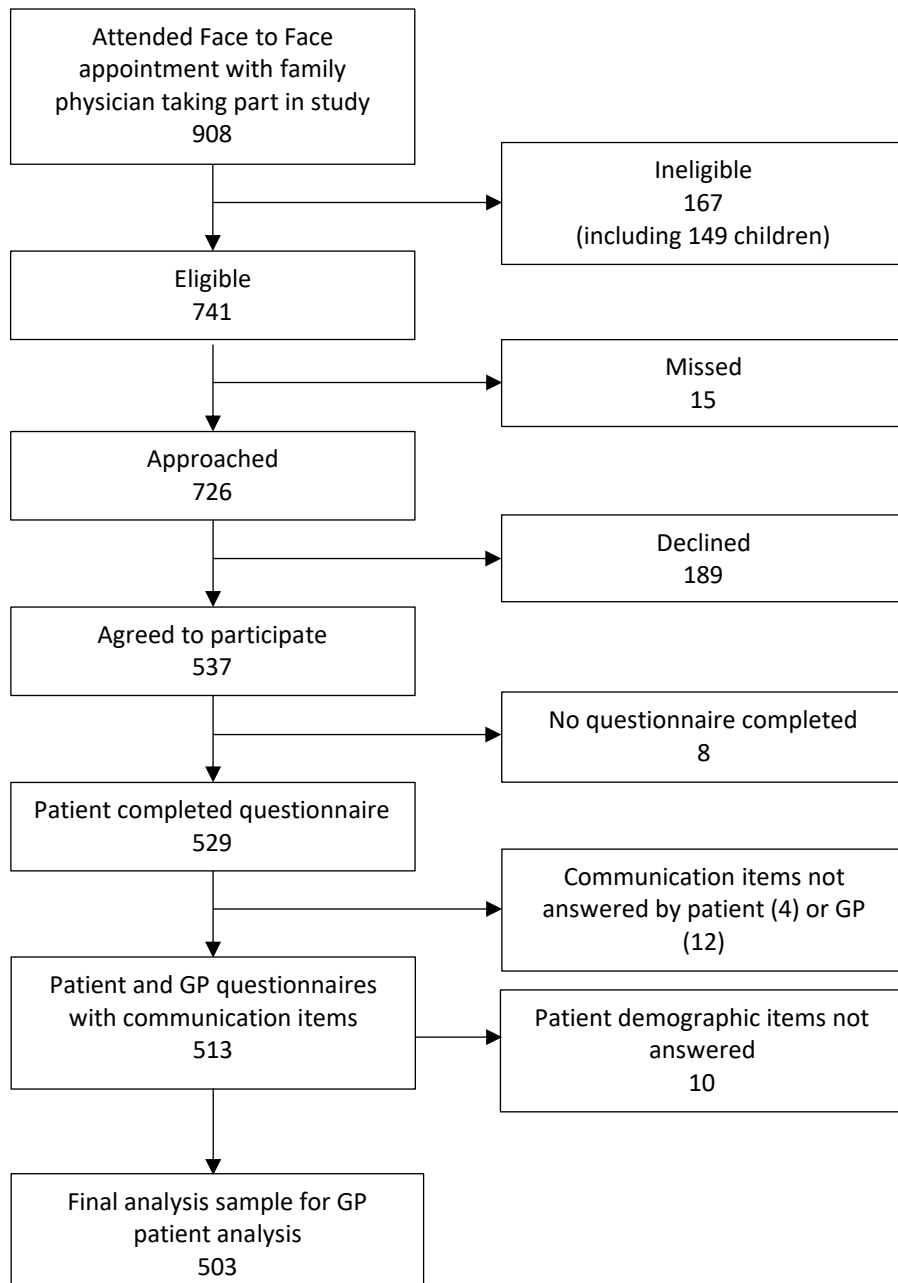 Attended Face to Face
appointment with family
physician taking part in study
908
Ineligible
167
(including 149 children)
Eligible
741
Missed
15
Approached
726
Declined
189
Agreed to participate
537
No questionnaire completed
8
Patient completed questionnaire
529
Communication items not
answered by patient (4) or GP
(12)
Patient and GP questionnaires
with communication items
513
Patient demographic items not
answered
10
Final analysis sample for GP
patient analysis
503